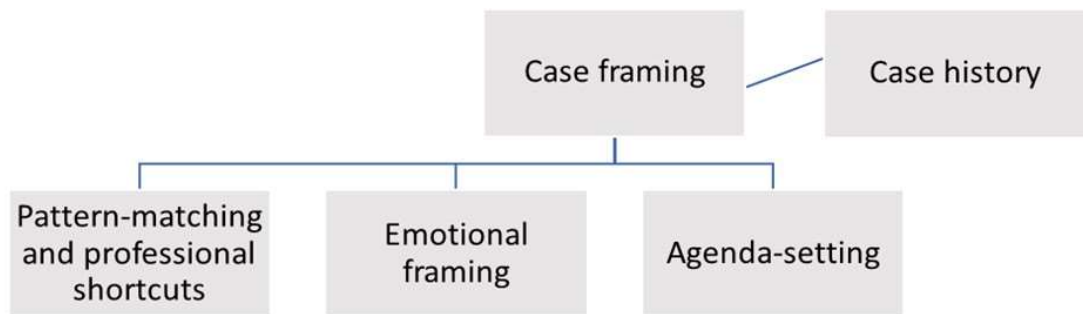 Case framing
Case history
Pattern-matching
and professional
shortcuts
Emotional
framing
Agenda-setting